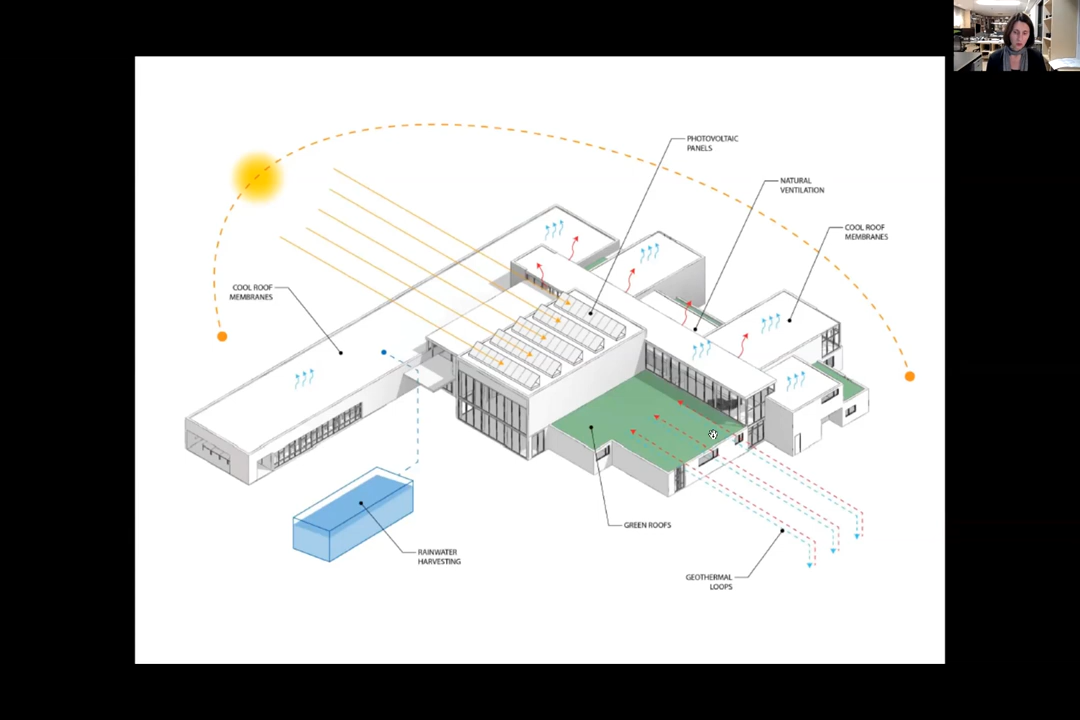 PHOTOVOLTAIC
PANELS
NATURAL
VENTILATION
COOL ROOF
MEMBRANES
COOL ROOF
MEMBRANES
GREEN ROOFS
RAINWATER
HARVESTING
GEOTHERMAL
LOOPS